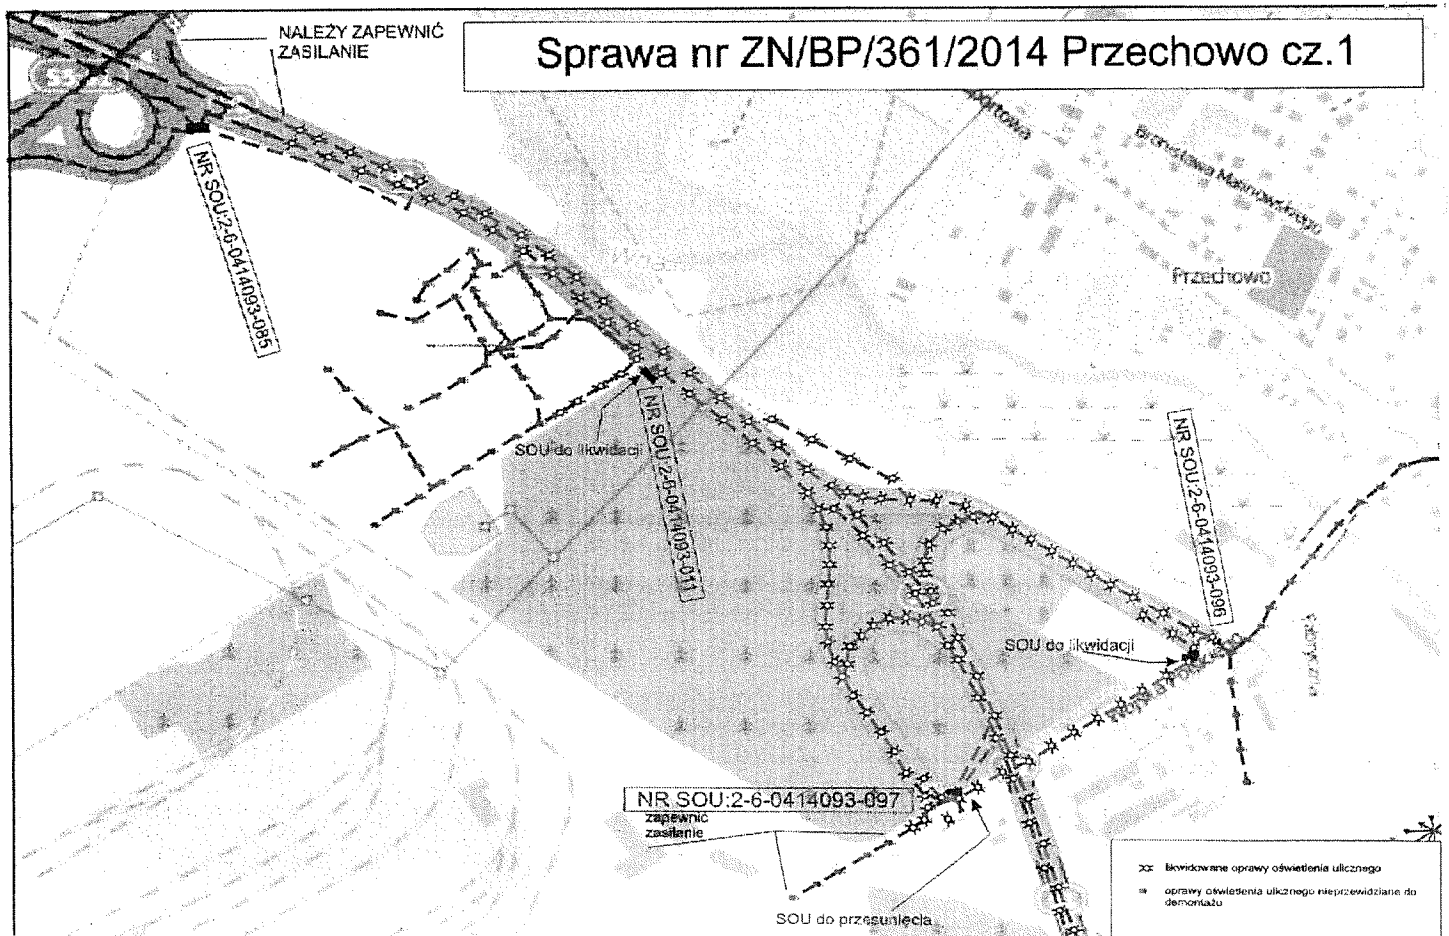 NALEŻY ZAPEWNIĆ
ZASILANIE
Sprawa nr ZN/BP/361/2014 Przechowo cz.1
Bronisława Malinowskiego
Przechowo
NR SOU:2-6-0414093-085
SOU do likwidacji
NR SOU:2-6-0414093-011
NR SOU:2-6-0414093-096
SOU do likwidacji
NR SOU:2-6-0414093-097
zapewnić
zasilanie
SOU do przesunięcia
likwidowane oprawy oświetlenia ulicznego
oprawy oświetlenia ulicznego nieprzewidziane do
demontażu